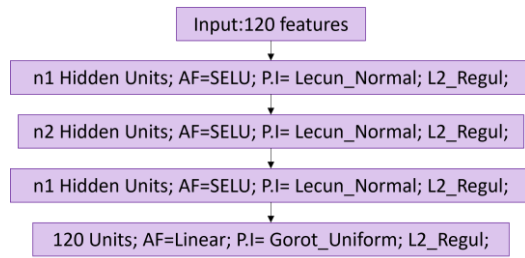 Input:120 features
n1 Hidden Units; AF=SELU; P.I= Lecun_Normal; L2_Regul;
n2 Hidden Units; AF=SELU; P.I= Lecun_Normal; L2_Regul;
n1 Hidden Units; AF=SELU; P.I= Lecun_Normal; L2_Regul;
120 Units; AF=Linear; P.I= Gorot_Uniform; L2_Regul;